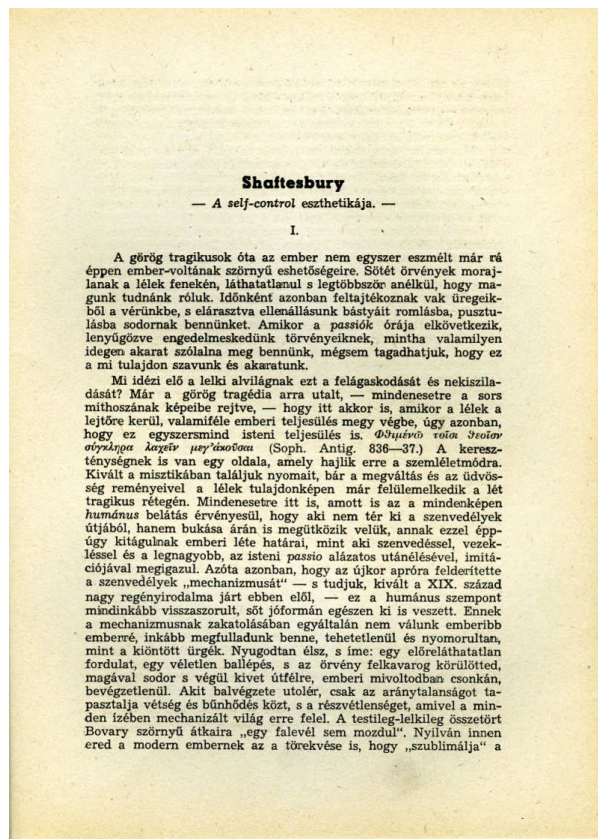 Shaftesbury
— A self-control eszthetikája. —
I.
A görög tragikusok óta az ember nem egyszer eszmélt már rá
éppen ember-voltának szörnyű eshetőségeire. Sötét örvények moraj-
lanak a lélek fenekén, láthatatlanul s legtöbbször anélkül, hogy ma-
gunk tudnánk róluk. Időnként azonban feltajtékoznak vak üregeik-
ből a vérünkbe, s elárasztva ellenállásunk bástyáit romlásba, pusztu-
lásba sodornak bennünket. Amikor a passiók órája elkövetkezik,
lenyűgözve engedelmeskedünk törvényeiknek, mintha valamilyen
idegen akarat szólalna meg bennünk, mégsem tagadhatjuk, hogy ez
a mi tulajdon szavunk és akaratunk.
Mi idézi elő a lelki alvilágnak ezt a felágaskodását és nekiszila-
dását? Már a görög tragédia arra utalt, — mindenesetre a sors
mithoszának képeibe rejtve, — hogy itt akkor is, amikor a lélek a
lejtőre kerül, valamiféle emberi teljesülés megy végbe, úgy azonban,
hogy ez egyszersmind isteni teljesülés is. Φθιμένῳ τοῖσι θεοῖσιν
σύγκληρα λαχεῖν μεγ'ἀκοῦσαι (Soph. Antig. 836—37.) A keresz-
ténységnek is van egy oldala, amely hajlik erre a szemléletmódra.
Kivált a misztikában találjuk nyomait, bár a megváltás és az üdvös-
ség reményeivel a lélek tulajdonképen már felülemelkedik a lét
tragikus rétegén. Mindenesetre itt is, amott is az a mindenképen
humánus belátás érvényesül, hogy aki nem tér ki a szenvedélyek
útjából, hanem bukása árán is megütközik velük, annak ezzel épp-
úgy kitágulnak emberi léte határai, mint aki szenvedéssel, vezek-
léssel és a legnagyobb, az isteni passio alázatos utánélésével, imitá-
ciójával megigazul. Azóta azonban, hogy az újkor apróra felderítette
a szenvedélyek „mechanizmusát" — s tudjuk, kivált a XIX. század
nagy regényirodalma járt ebben elől, — ez a humánus szempont
mindinkább visszaszorult, sőt jóformán egészen ki is veszett. Ennek
a mechanizmusnak zakatolásában egyáltalán nem válunk emberibb
emberré, inkább megfulladunk benne, tehetetlenül és nyomorultan,
mint a kiöntött ürgék. Nyugodtan élsz, s íme: egy előreláthatatlan
fordulat, egy véletlen ballépés, s az örvény felkavarog körülötted,
magával sodor s végül kivet útfélre, emberi mivoltodban csonkán,
bevégzetlenül. Akit balvégzete utolér, csak az aránytalanságot ta-
pasztalja vétség és bűnhődés közt, s a részvétlenséget, amivel a min-
den ízében mechanizált világ erre felel. A testileg-lelkileg összetört
Bovary szörnyű átkaira „egy falevél sem mozdul". Nyilván innen
ered a modern embernek az a törekvése is, hogy „szublimálja" a